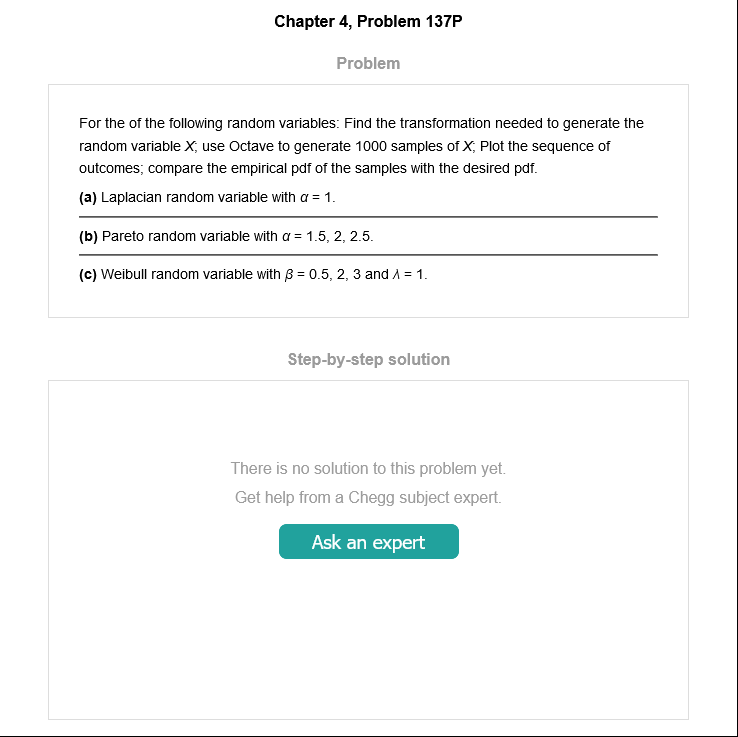 Chapter 4, Problem 137P
Problem
For the of the following random variables: Find the transformation needed to generate the
random variable X; use Octave to generate 1000 samples of X; Plot the sequence of
outcomes; compare the empirical pdf of the samples with the desired pdf.
(a) Laplacian random variable with α = 1.
(b) Pareto random variable with α = 1.5, 2, 2.5.
(c) Weibull random variable with β = 0.5, 2, 3 and λ = 1.
Step-by-step solution
There is no solution to this problem yet.
Get help from a Chegg subject expert.
Ask an expert